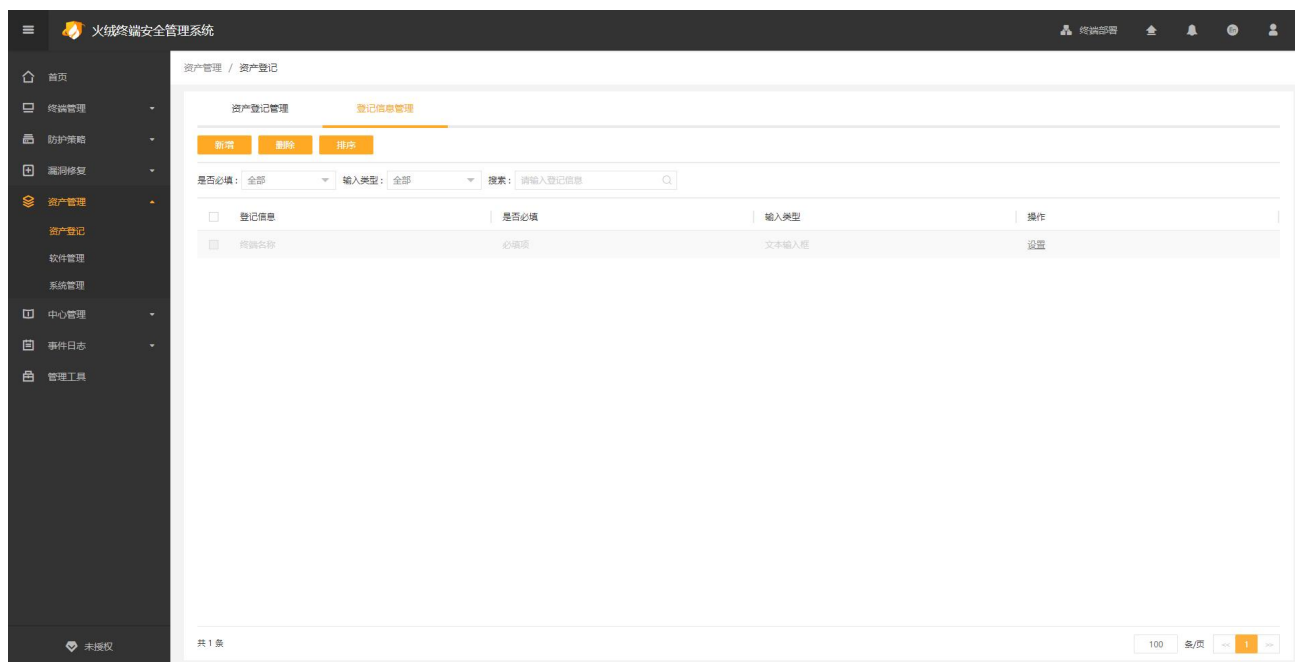 火绒终端安全管理系统
终端部署
首页
终端管理
防护策略
漏洞修复
资产管理
资产登记
软件管理
系统管理
中心管理
事件日志
管理工具
未授权
资产管理 / 资产登记
资产登记管理 登记信息管理
新增 删除 排序
是否必填： 全部 输入类型： 全部 搜索： 请输入登记信息
登记信息 是否必填 输入类型 操作
终端名称 必填项 文本输入框 设置
共 1 条 100 条/页 << 1 >>